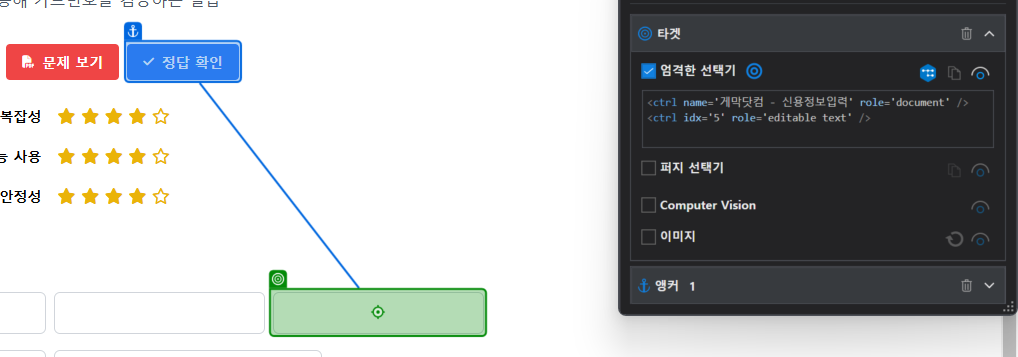 문제 보기
정답 확인
복잡성
사용
안정성
타겟
엄격한 선택기
<ctrl name='게막닷컴 - 신용정보입력' role='document' />
<ctrl idx='5' role='editable text' />
퍼지 선택기
Computer Vision
이미지
앵커 1